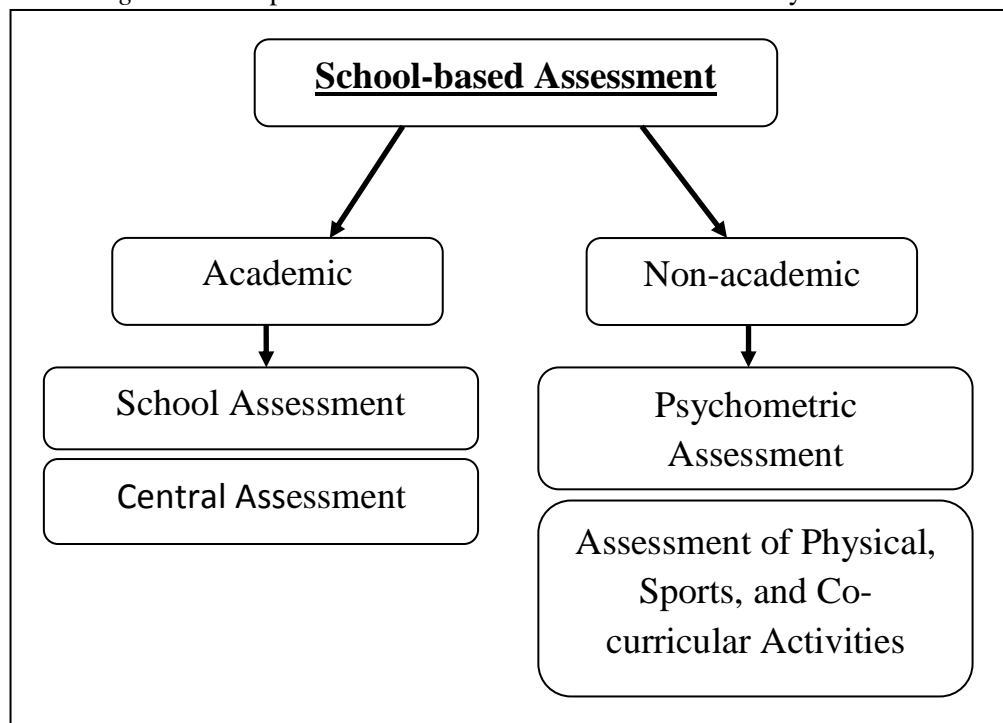 School-based Assessment
Academic
Non-academic
School Assessment
Central Assessment
Psychometric
Assessment
Assessment of Physical,
Sports, and Co-
curricular Activities